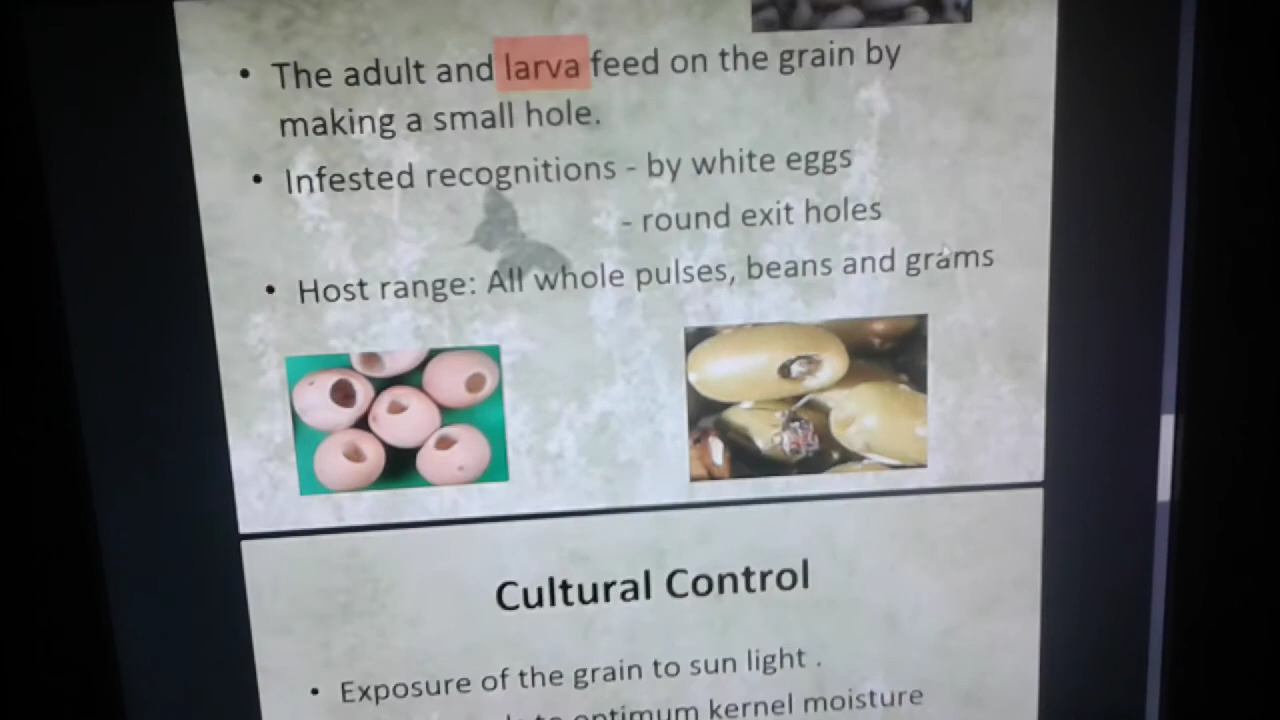 • The adult and larva feed on the grain by
making a small hole.
• Infested recognitions - by white eggs
- round exit holes
• Host range: All whole pulses, beans and grams
Cultural Control
• Exposure of the grain to sun light .
to optimum kernel moisture